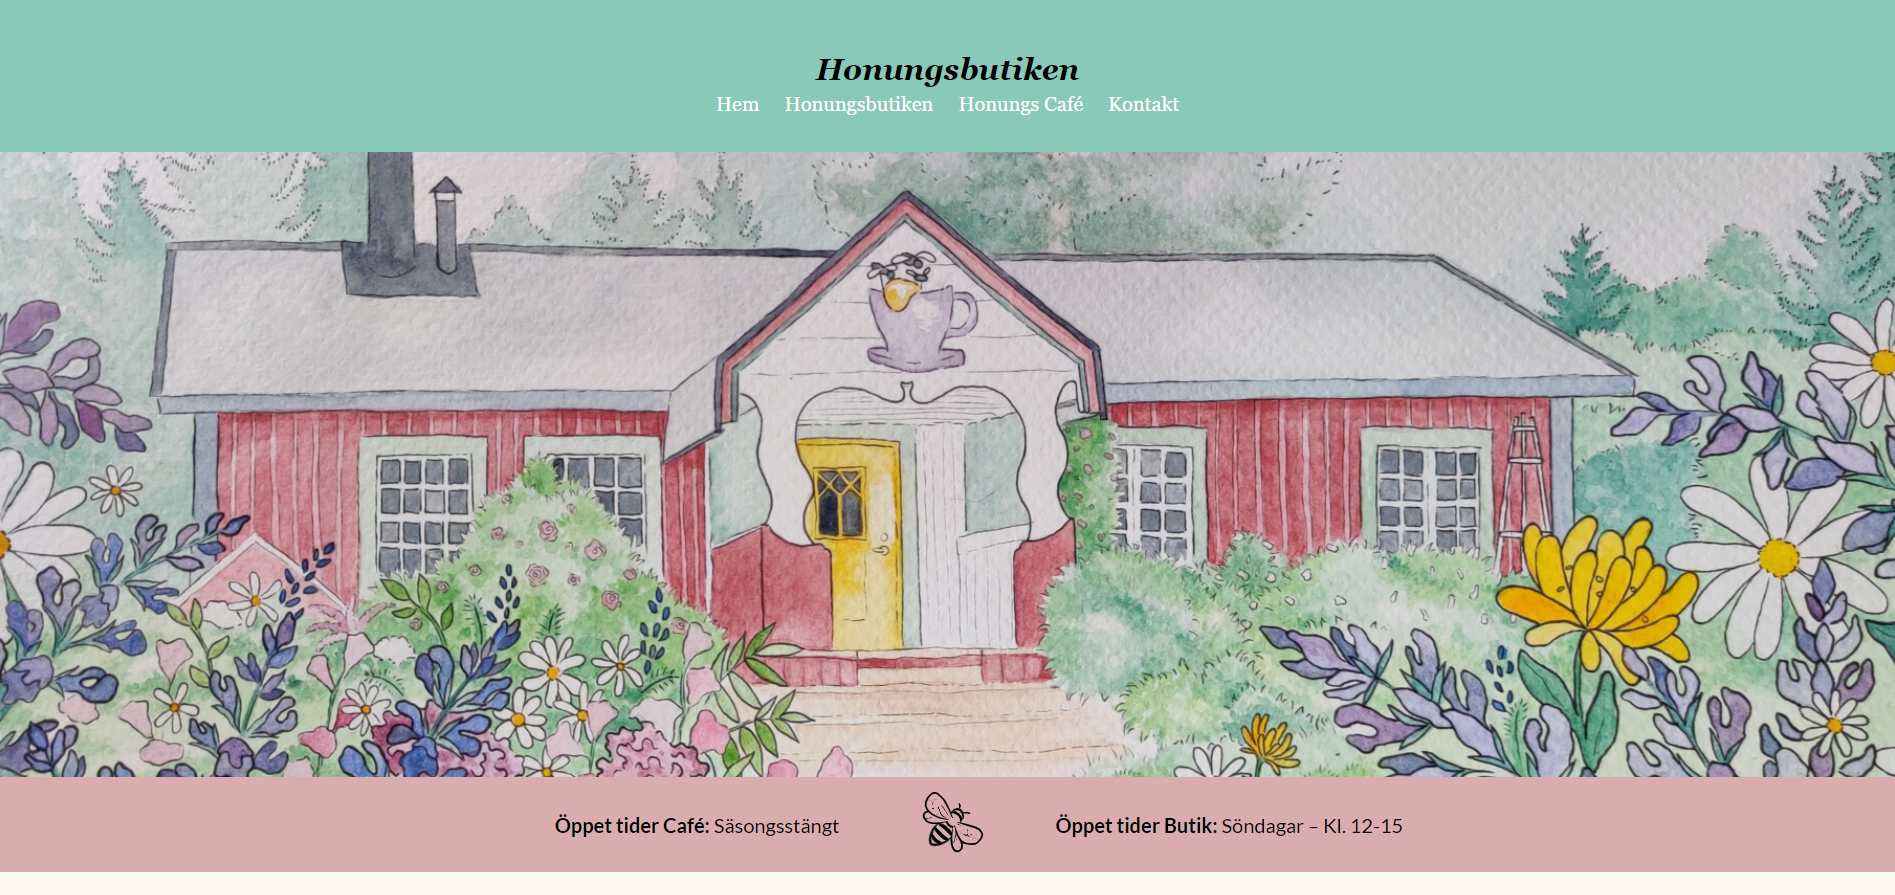 Honungsbutiken
Hem Honungsbutiken Honungs Café Kontakt
Öppet tider Café: Säsongsstängt
Öppet tider Butik: Söndagar – Kl. 12-15